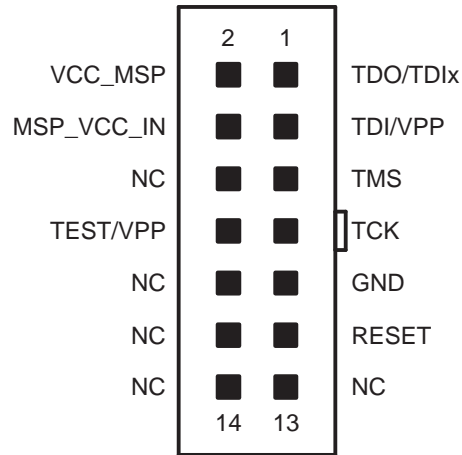 2 1
VCC_MSP TDO/TDIx
MSP_VCC_IN TDI/VPP
NC TMS
TEST/VPP TCK
NC GND
NC RESET
NC NC
14 13